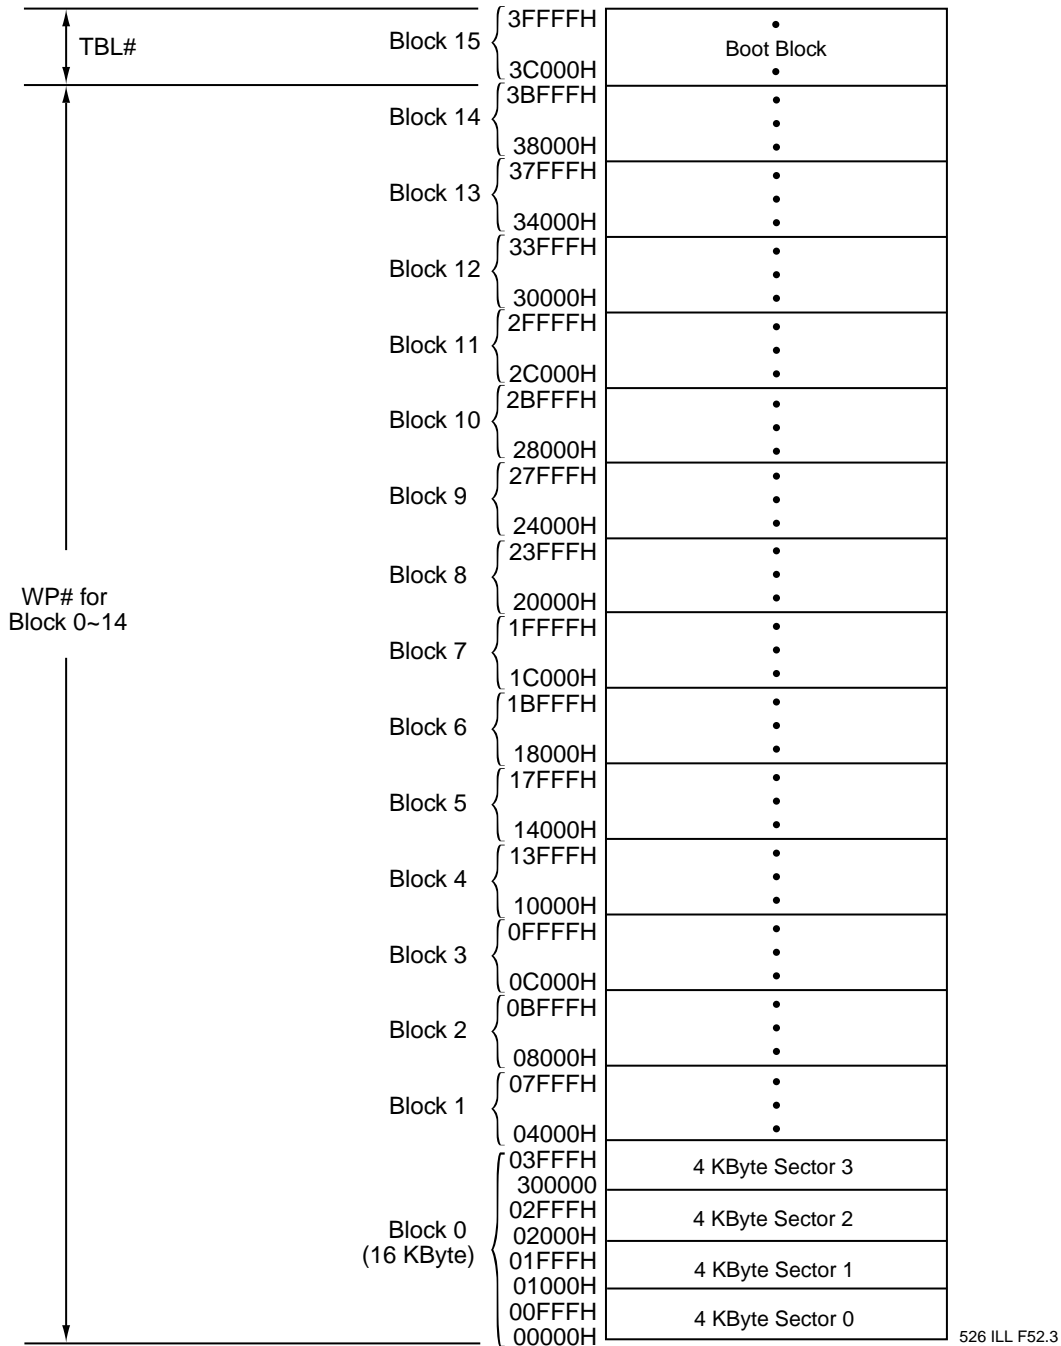 TBL#
Block 15
3FFFFH
Boot Block
3C000H
Block 14
3BFFFH
38000H
Block 13
37FFFH
34000H
Block 12
33FFFH
30000H
Block 11
2FFFFH
2C000H
Block 10
2BFFFH
28000H
Block 9
27FFFH
24000H
Block 8
23FFFH
20000H
WP# for
Block 0~14
Block 7
1FFFFH
1C000H
Block 6
1BFFFH
18000H
Block 5
17FFFH
14000H
Block 4
13FFFH
10000H
Block 3
0FFFFH
0C000H
Block 2
0BFFFH
08000H
Block 1
07FFFH
04000H
Block 0
(16 KByte)
03FFFH
300000
4 KByte Sector 3
02FFFH
02000H
4 KByte Sector 2
01FFFH
01000H
4 KByte Sector 1
00FFFH
00000H
4 KByte Sector 0
526 ILL F52.3